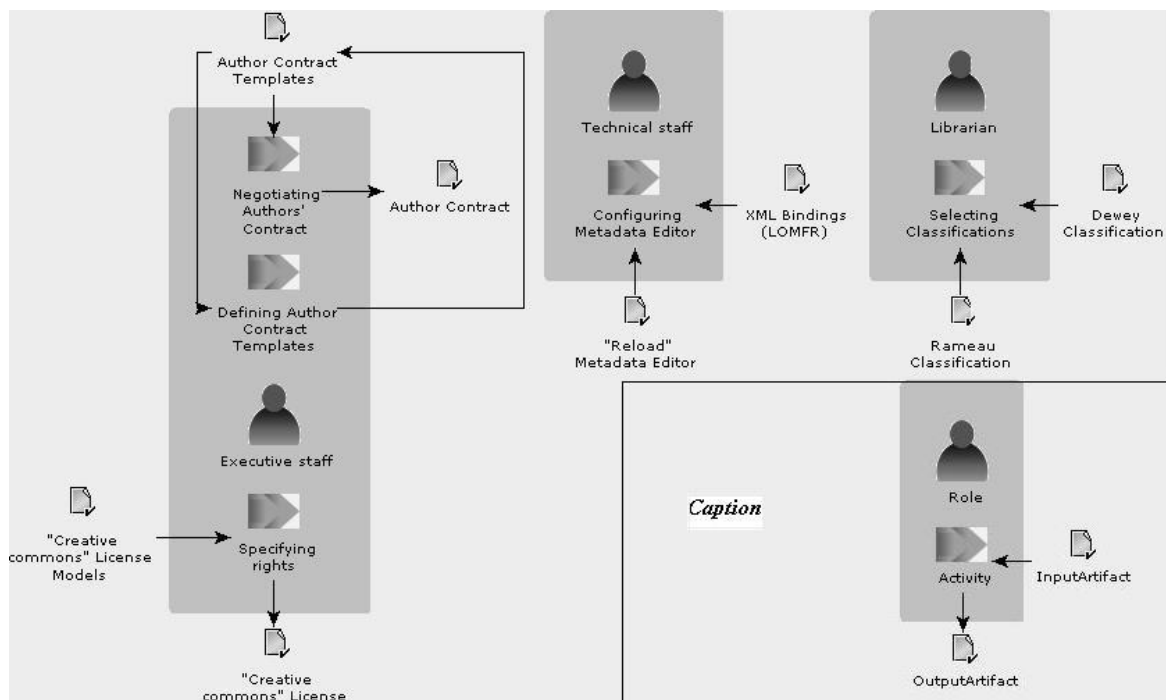 Author Contract
Templates
Negotiating
Authors'
Contract
Author Contract
Defining Author
Contract
Templates
Executive staff
"Creative
commons" License
Models
Specifying
rights
"Creative
commons" License
Technical staff
Configuring
Metadata Editor
XML Bindings
(LOMFR)
"Reload"
Metadata Editor
Librarian
Selecting
Classifications
Dewey
Classification
Rameau
Classification
Caption
Role
Activity
InputArtifact
OutputArtifact